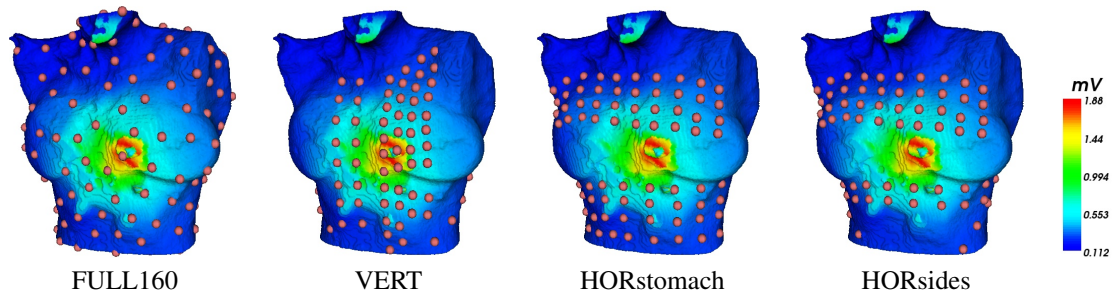 mV
1.88
1.44
0.994
0.553
0.112
FULL160
VERT
HORstomach
HORsides